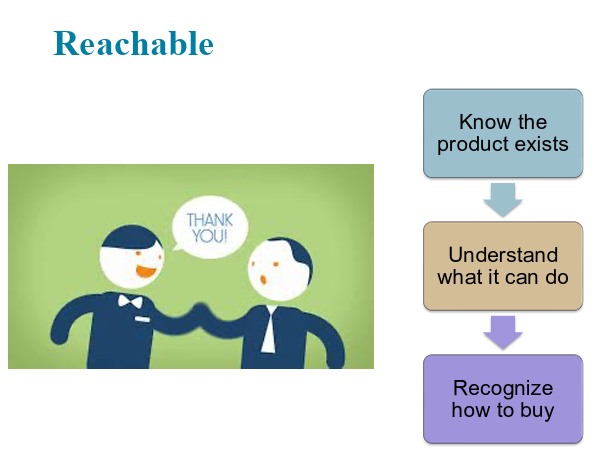 Reachable
THANK
YOU!
Know the
product exists
Understand
what it can do
Recognize
how to buy